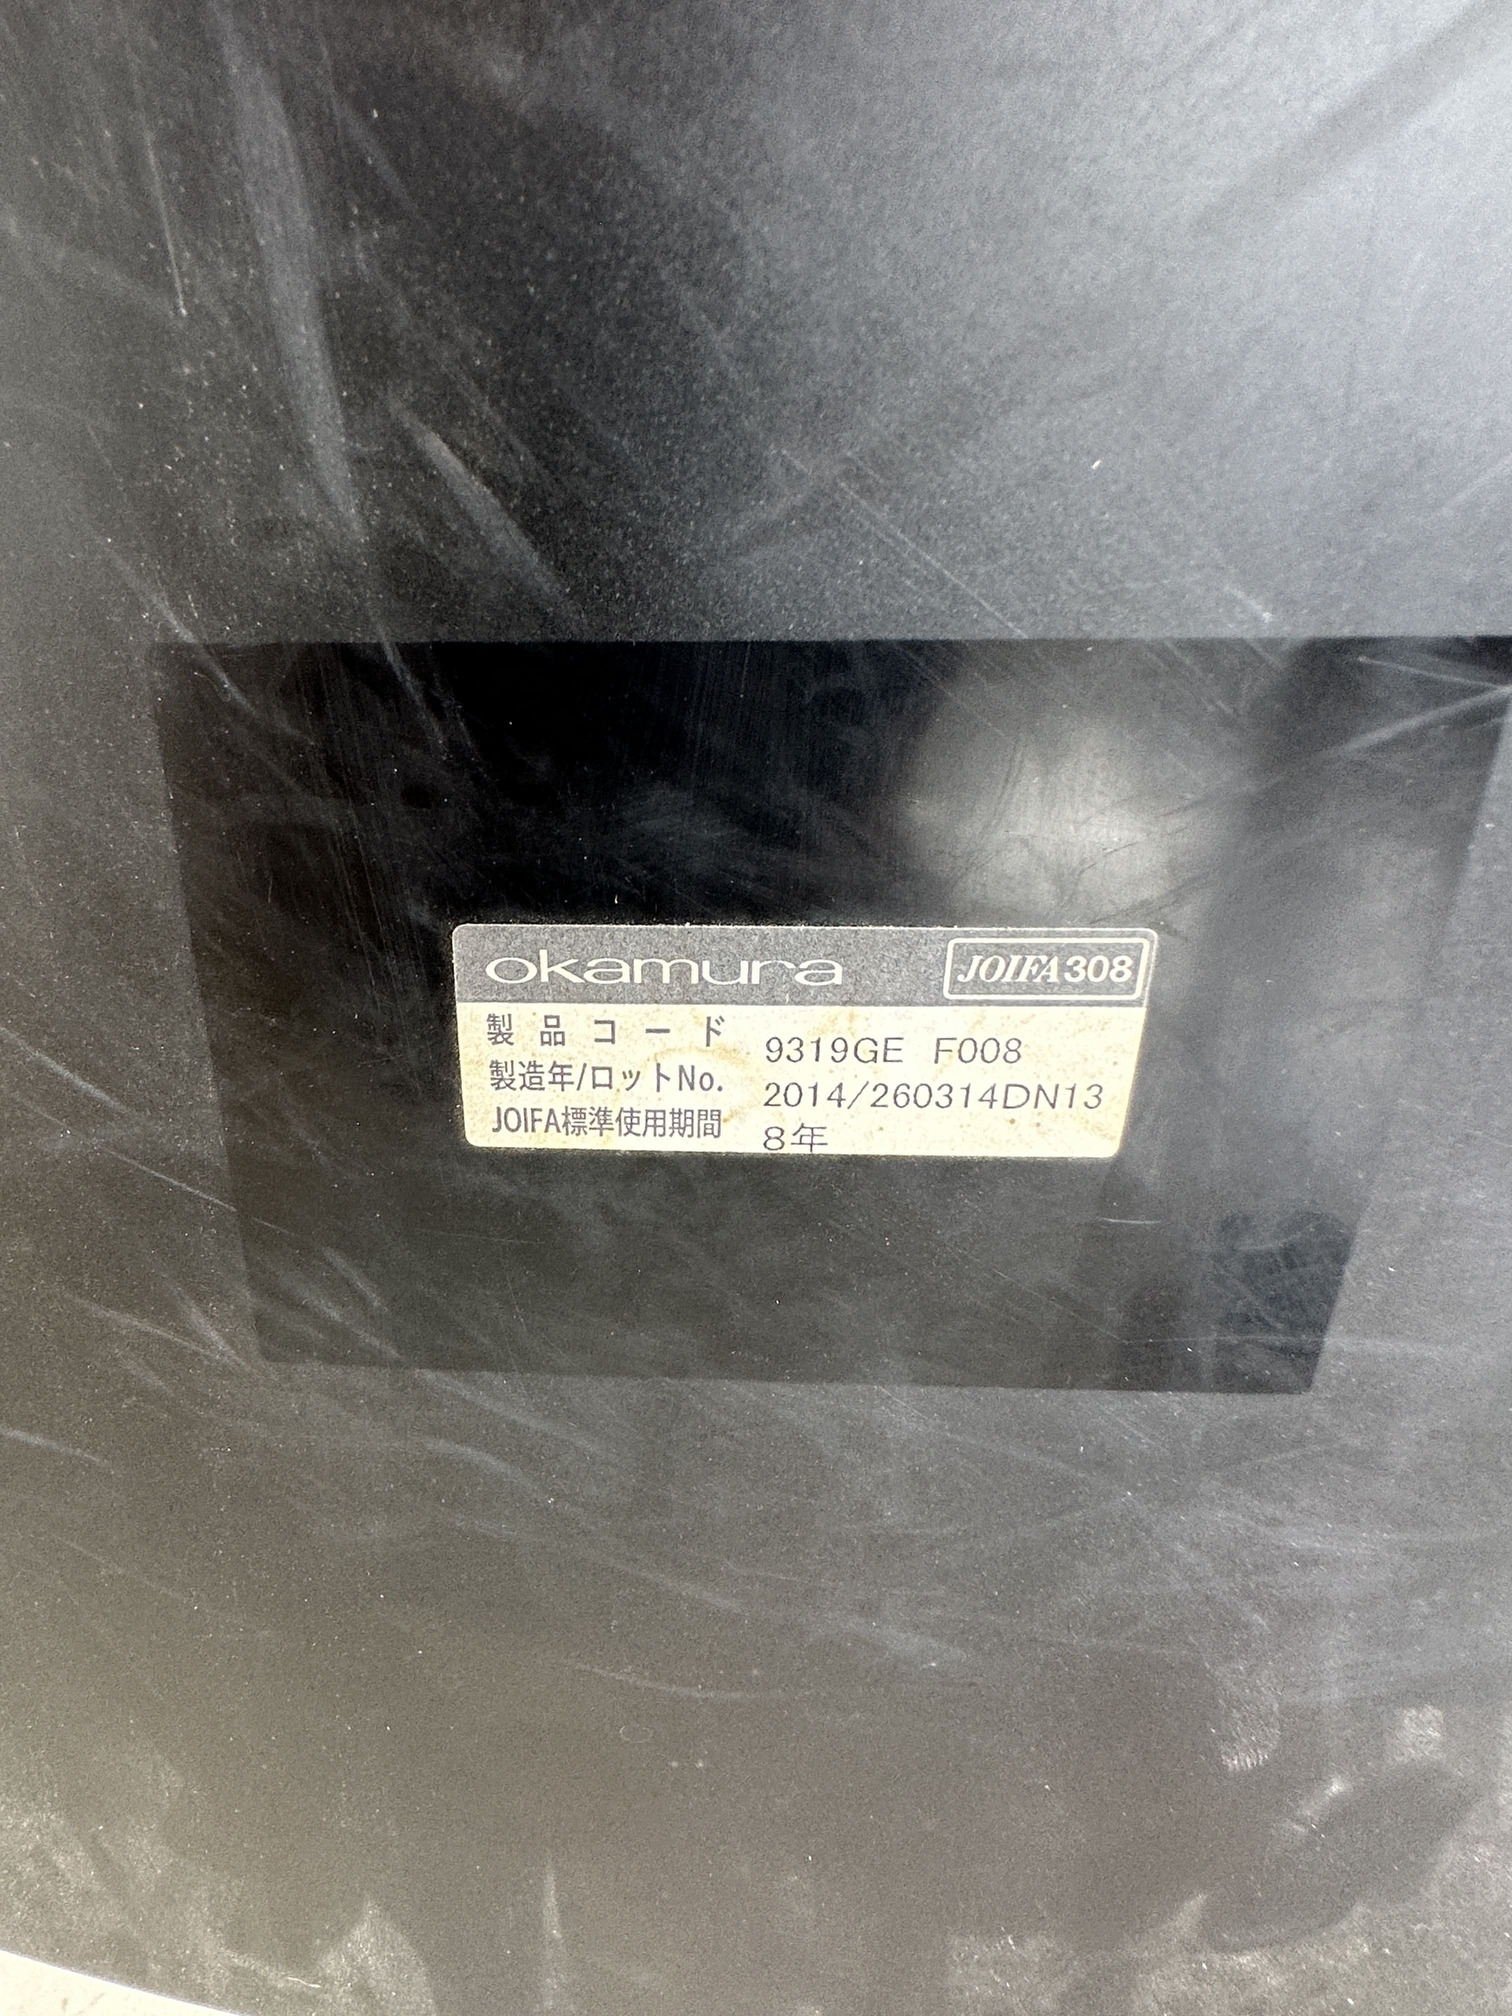 okamura JOIFA308
製品コード 9319GE F008
製造年/ロットNo. 2014/260314DN13
JOIFA標準使用期間 8年